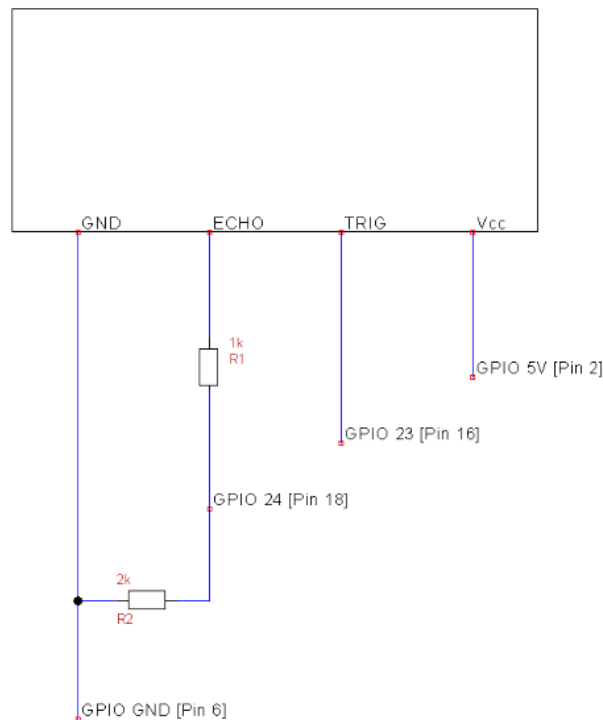 GND
ECHO
TRIG
Vcc
1k
R1
GPIO 5V [Pin 2]
GPIO 23 [Pin 16]
GPIO 24 [Pin 18]
2k
R2
GPIO GND [Pin 6]